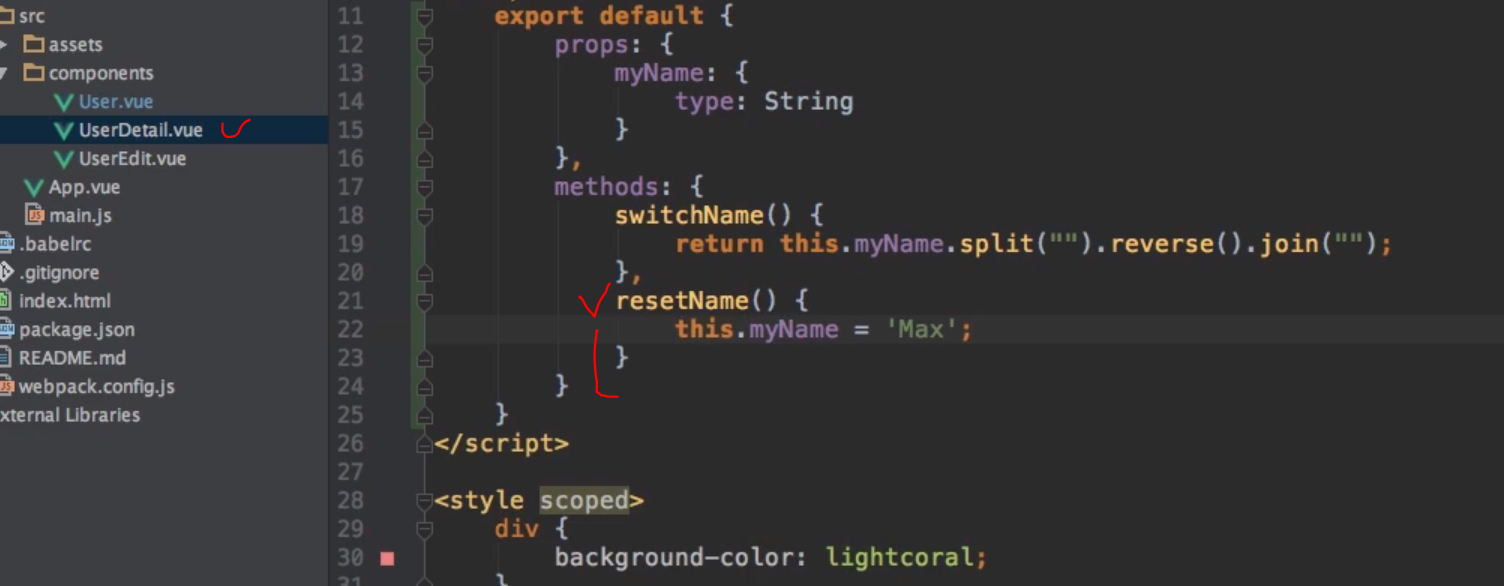 src
assets
components
User.vue
UserDetail.vue
UserEdit.vue
App.vue
main.js
.babelrc
.gitignore
index.html
package.json
README.md
webpack.config.js
xternal Libraries
11 export default {
12 props: {
13 myName: {
14 type: String
15 }
16 },
17 methods: {
18 switchName() {
19 return this.myName.split("").reverse().join("");
20 },
21 resetName() {
22 this.myName = 'Max';
23 }
24 }
25 }
26 </script>
27
28 <style scoped>
29 div {
30 background-color: lightcoral;
31 }